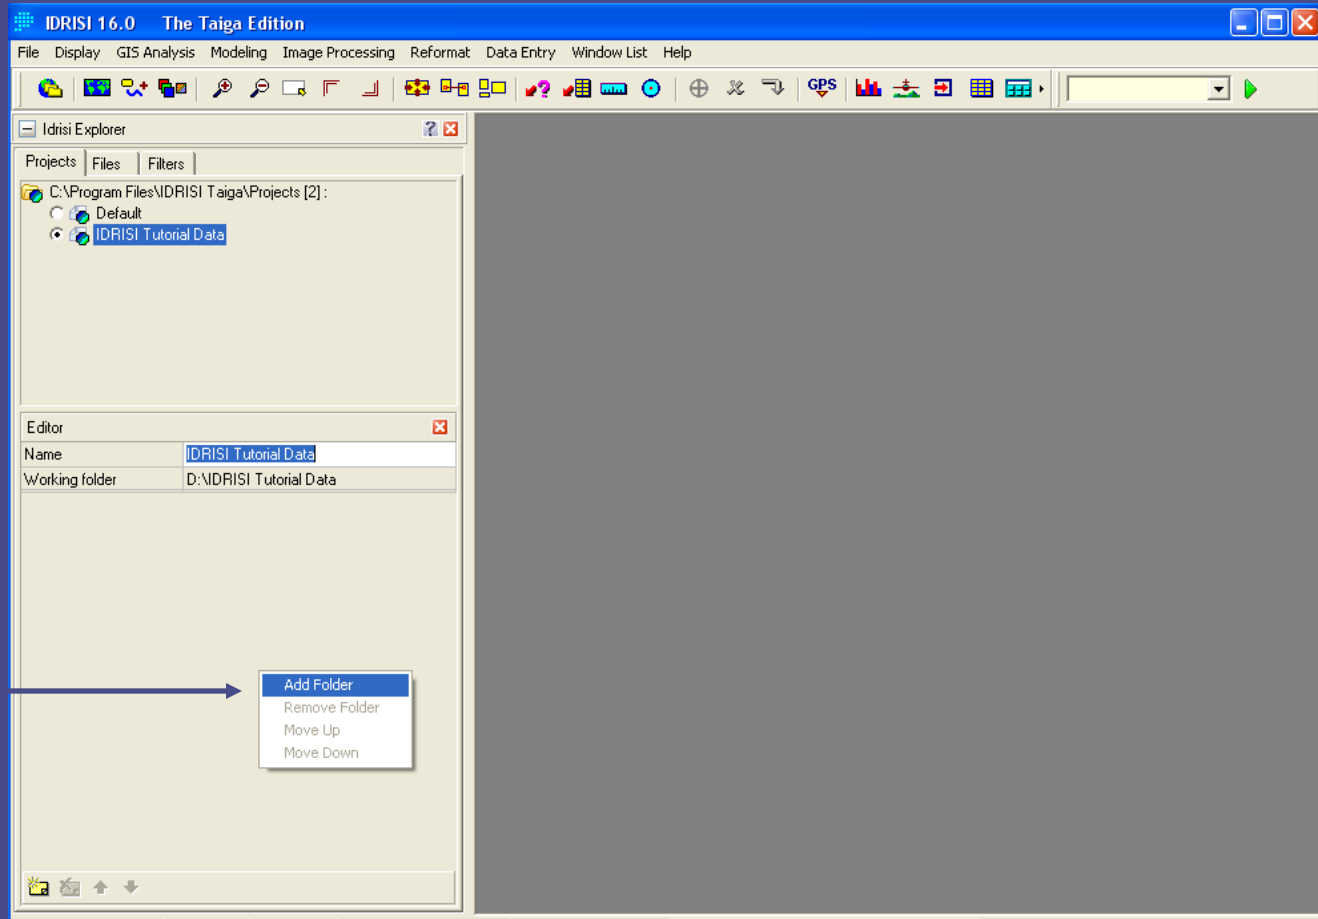 IDRISI 16.0 The Taiga Edition
File Display GIS Analysis Modeling Image Processing Reformat Data Entry Window List Help
GPS
Idrisi Explorer
Projects Files Filters
C:\Program Files\IDRISI Taiga\Projects [2] :
Default
IDRISI Tutorial Data
Editor
Name IDRISI Tutorial Data
Working folder D:\IDRISI Tutorial Data
Add Folder
Remove Folder
Move Up
Move Down